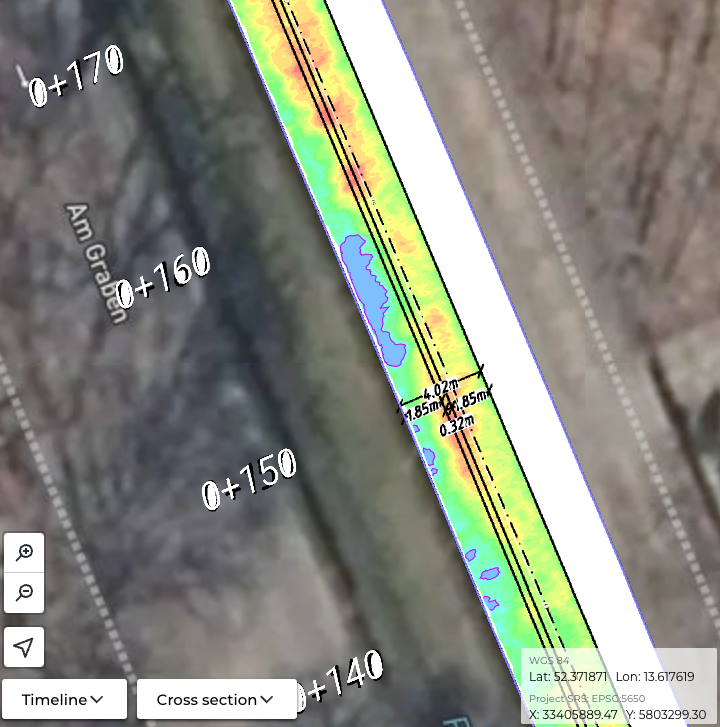 0+170
Am Graben
0+160
4.02m
1.85m
1.85m
0.32m
0+150
0+140
Timeline
Cross section
WGS 84
Lat: 52.371871 Lon: 13.617619
Project SRS: EPSG:5650
X: 33405889.47 Y: 5803299.30